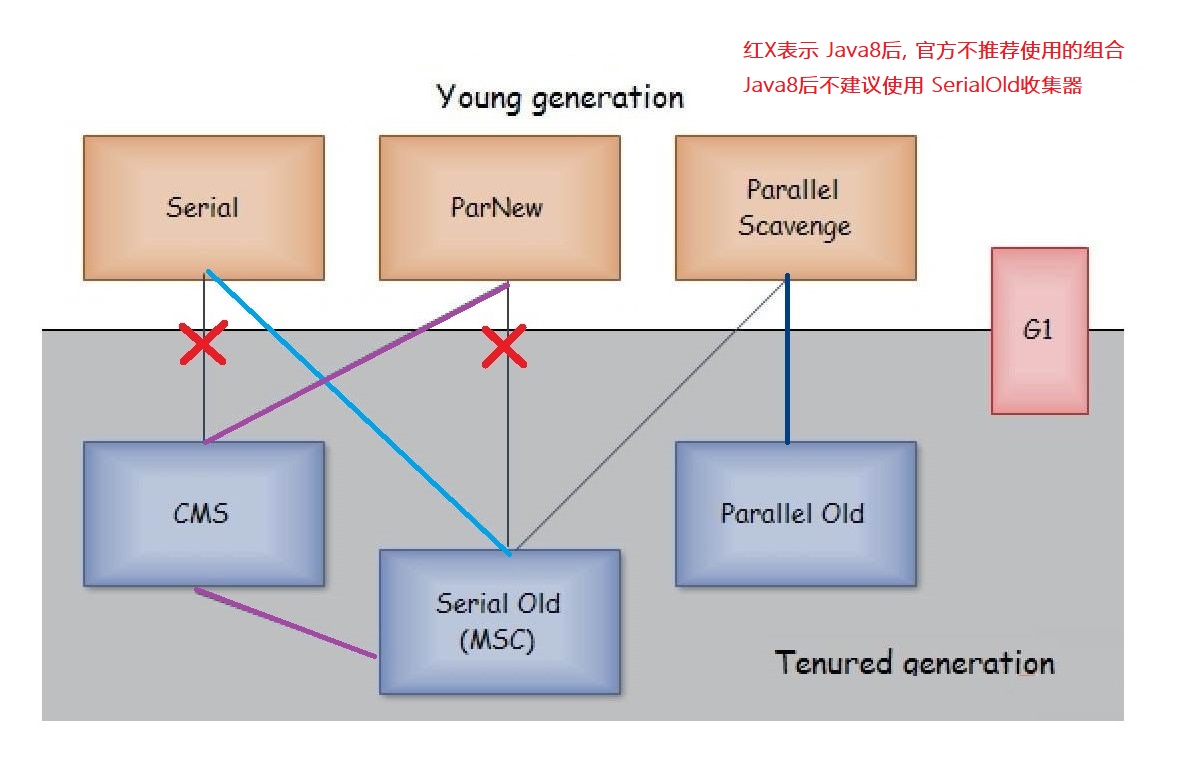 红X表示 Java8后, 官方不推荐使用的组合
Java8后不建议使用 SerialOld收集器
Young generation
Serial
ParNew
Parallel
Scavenge
G1
CMS
Parallel Old
Serial Old
(MSC)
Tenured generation